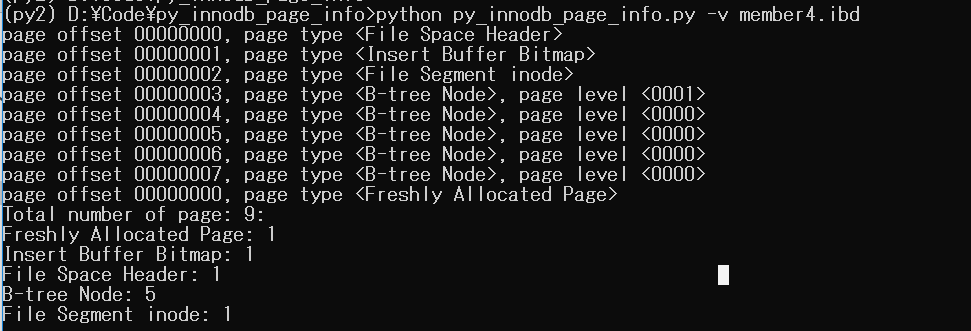 (py2) D:¥Code¥py_innodb_page_info>python py_innodb_page_info.py -v member4.ibd
page offset 00000000, page type <File Space Header>
page offset 00000001, page type <Insert Buffer Bitmap>
page offset 00000002, page type <File Segment inode>
page offset 00000003, page type <B-tree Node>, page level <0001>
page offset 00000004, page type <B-tree Node>, page level <0000>
page offset 00000005, page type <B-tree Node>, page level <0000>
page offset 00000006, page type <B-tree Node>, page level <0000>
page offset 00000007, page type <B-tree Node>, page level <0000>
page offset 00000000, page type <Freshly Allocated Page>
Total number of page: 9:
Freshly Allocated Page: 1
Insert Buffer Bitmap: 1
File Space Header: 1
B-tree Node: 5
File Segment inode: 1